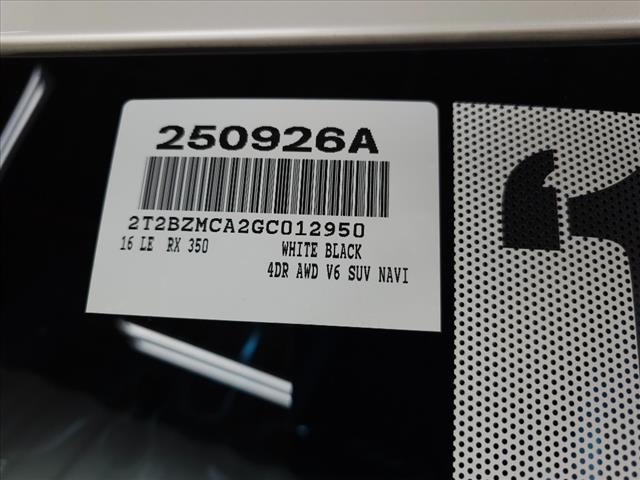 250926A
2T2BZMCA2GC012950
16 LE RX 350 WHITE BLACK
4DR AWD V6 SUV NAVI